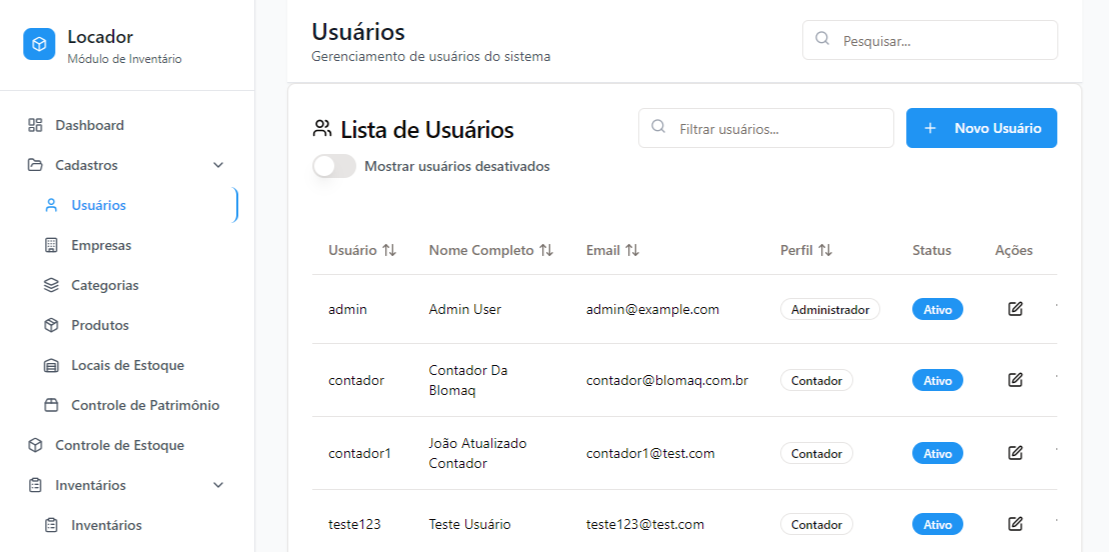 Locador
Módulo de Inventário
Dashboard
Cadastros
Usuários
Empresas
Categorias
Produtos
Locais de Estoque
Controle de Patrimônio
Controle de Estoque
Inventários
Inventários
Usuários
Gerenciamento de usuários do sistema
Pesquisar...
Lista de Usuários
Filtrar usuários...
+ Novo Usuário
Mostrar usuários desativados
Usuário Nome Completo Email Perfil Status Ações
admin Admin User admin@example.com Administrador Ativo
contador Contador Da Blomaq contador@blomaq.com.br Contador Ativo
contador1 João Atualizado Contador contador1@test.com Contador Ativo
teste123 Teste Usuário teste123@test.com Contador Ativo